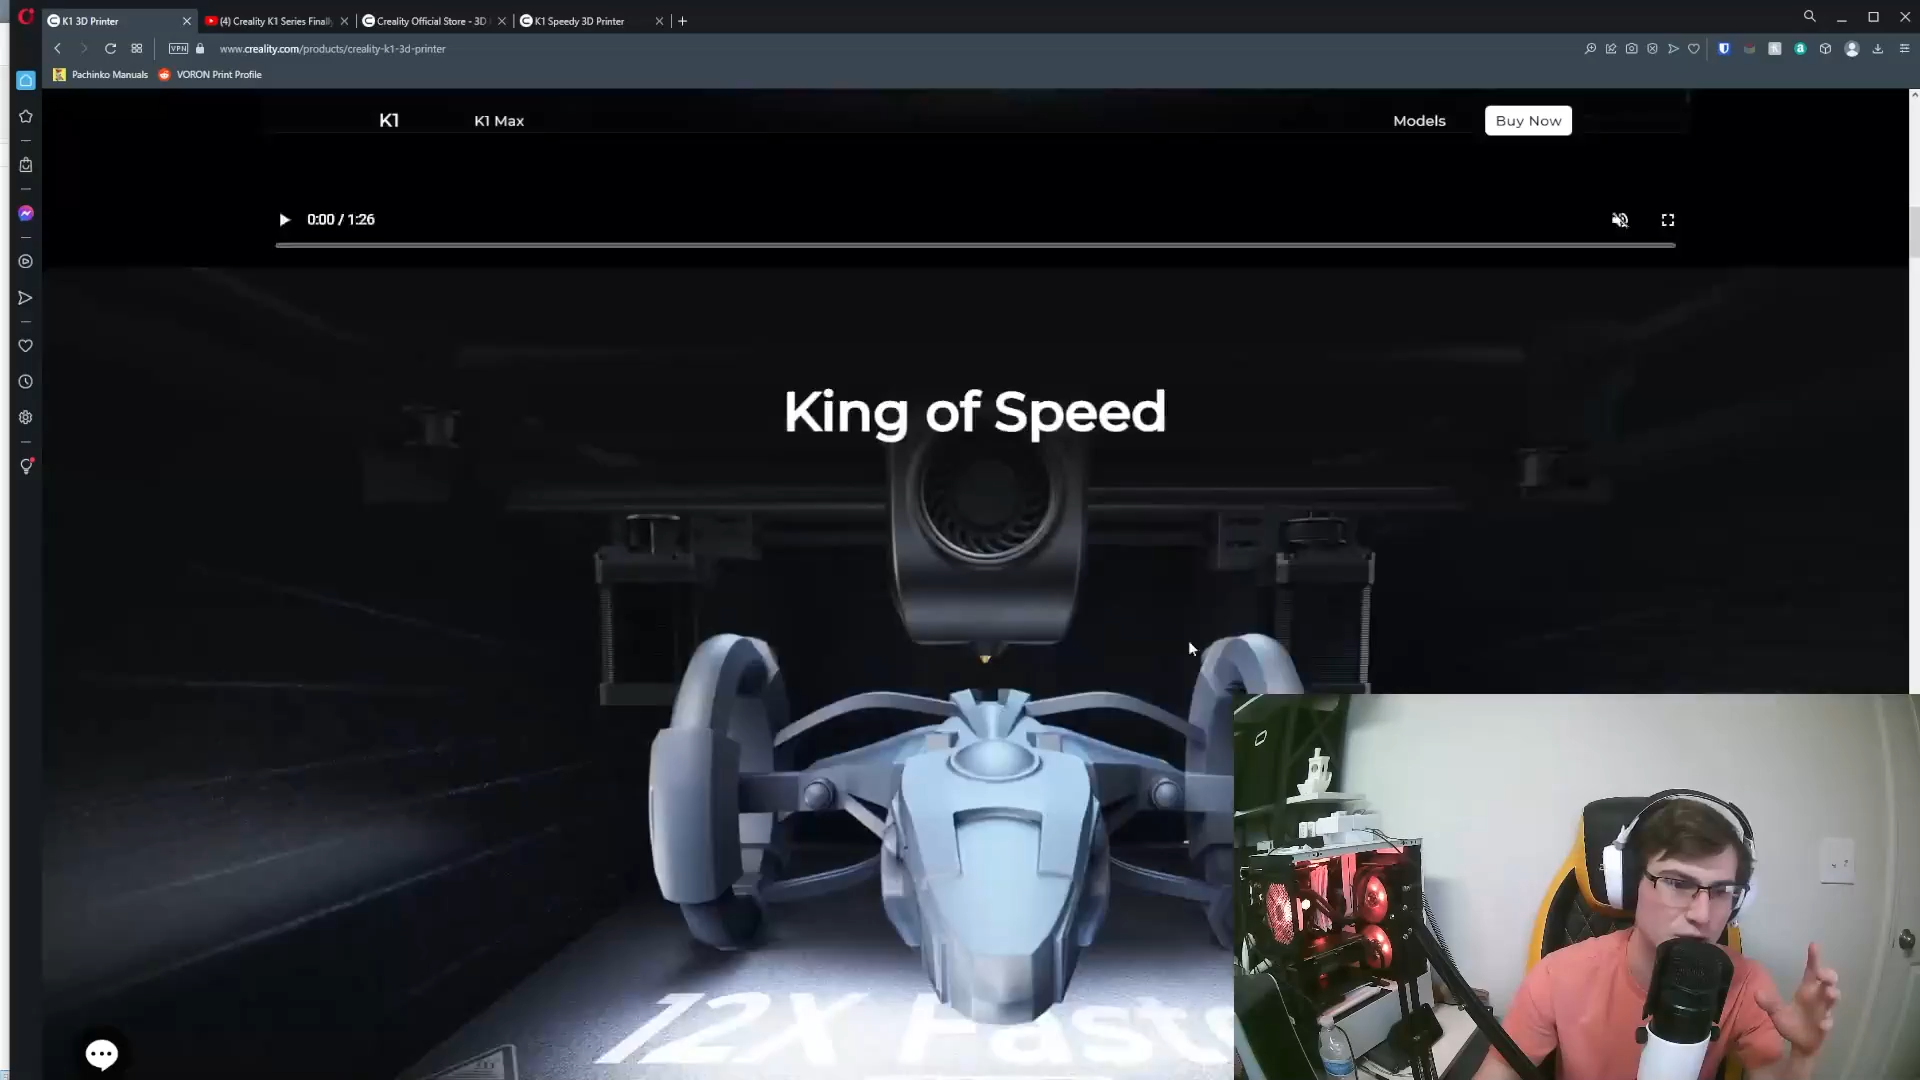 K1 3D Printer
(4) Creality K1 Series Finall
Creality Official Store - 3D
K1 Speedy 3D Printer
VPN
www.creality.com/products/creality-k1-3d-printer
Pachinko Manuals
VORON Print Profile
K1
K1 Max
Models
Buy Now
0:00 / 1:26
King of Speed
12X Faste